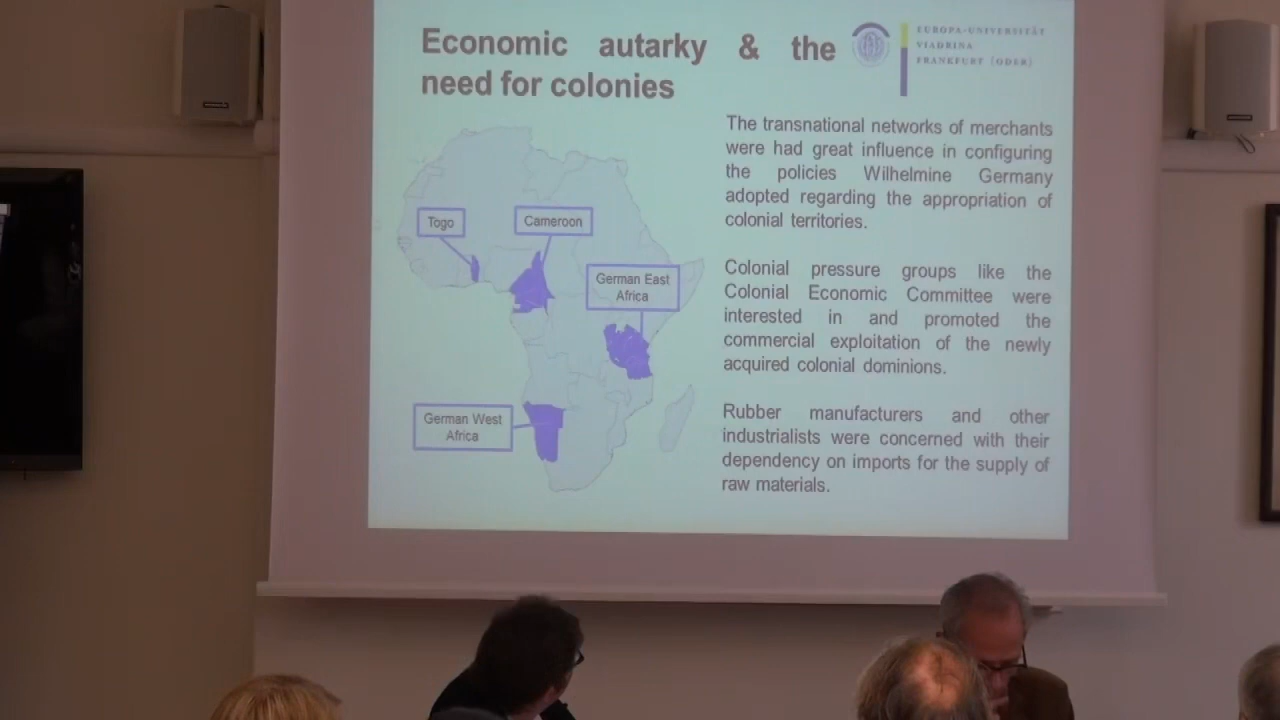 Economic autarky & the
need for colonies
EUROPA-UNIVERSITÄT
VIADRINA
FRANKFURT (ODER)
The transnational networks of merchants
were had great influence in configuring
the policies Wilhelmine Germany
adopted regarding the appropriation of
colonial territories.
Togo
Cameroon
German East
Africa
German West
Africa
Colonial pressure groups like the
Colonial Economic Committee were
interested in and promoted the
commercial exploitation of the newly
acquired colonial dominions.
Rubber manufacturers and other
industrialists were concerned with their
dependency on imports for the supply of
raw materials.